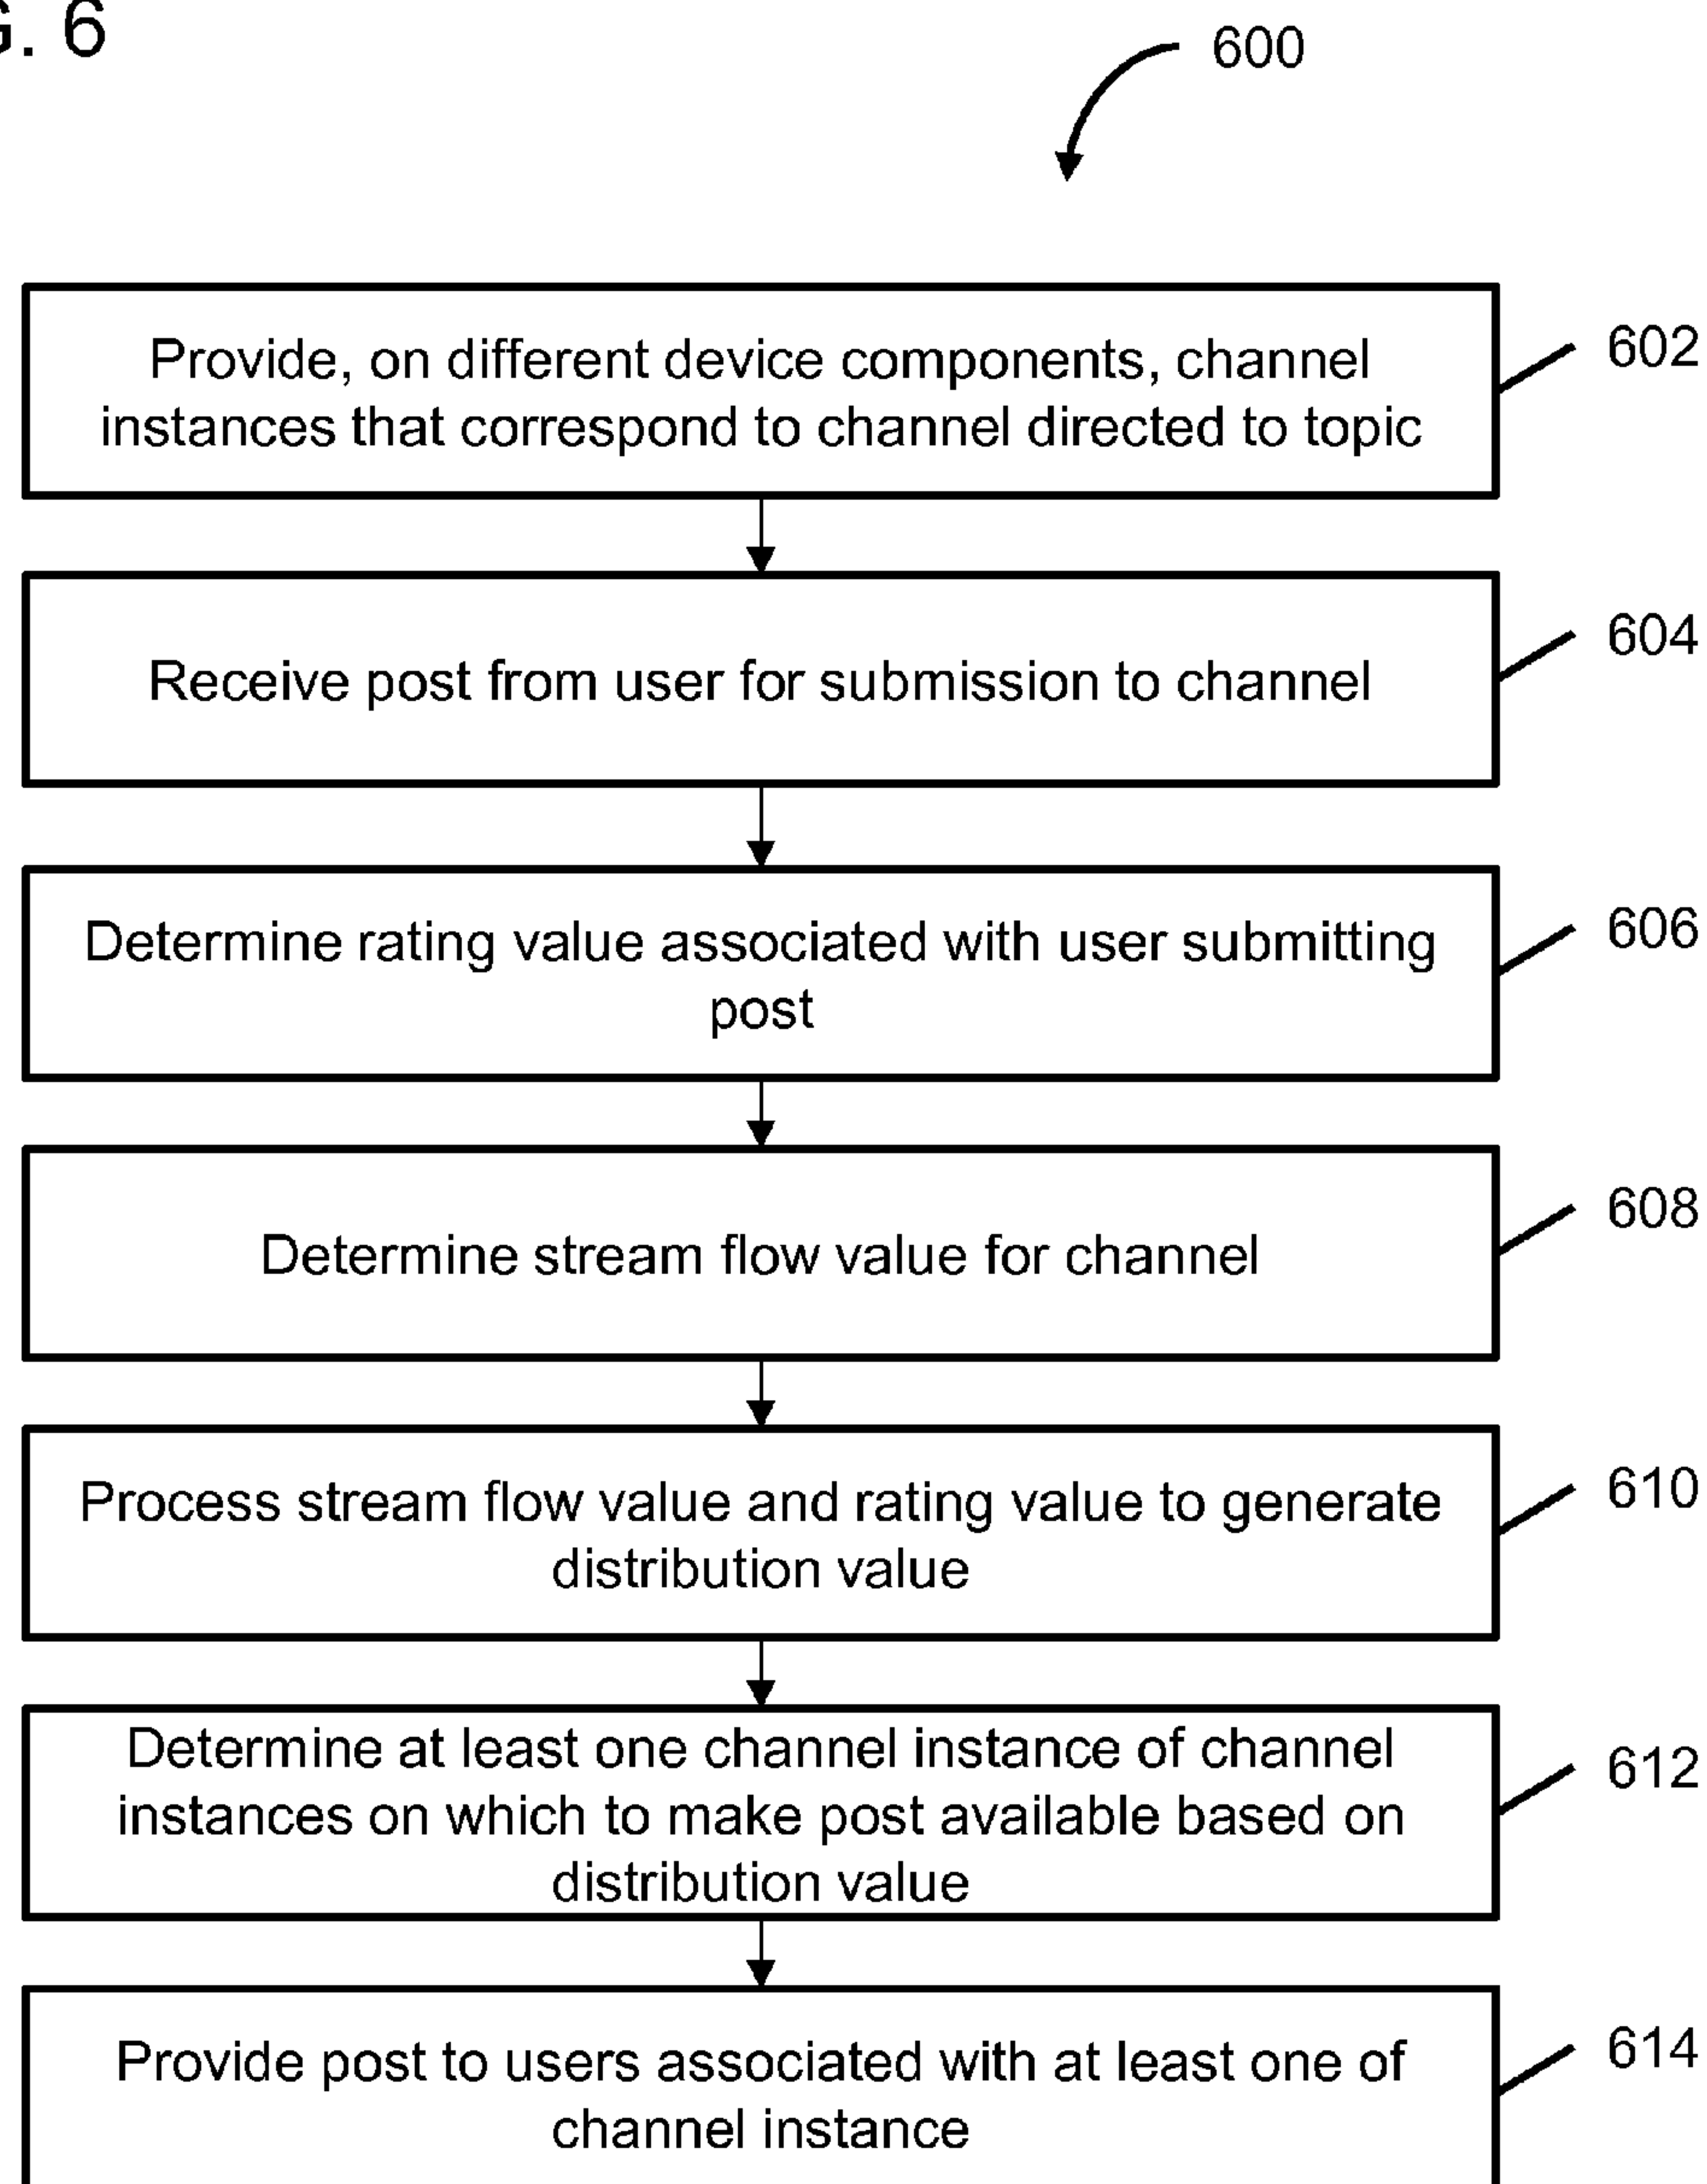 G. 6
600
Provide, on different device components, channel
instances that correspond to channel directed to topic
602
Receive post from user for submission to channel
604
Determine rating value associated with user submitting
post
606
Determine stream flow value for channel
608
Process stream flow value and rating value to generate
distribution value
610
Determine at least one channel instance of channel
instances on which to make post available based on
distribution value
612
Provide post to users associated with at least one of
channel instance
614